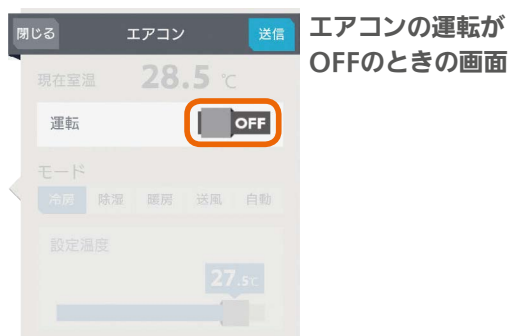 閉じる エアコン 送信
現在室温 28.5 ℃
運転 OFF
モード
冷房 除湿 暖房 送風 自動
設定温度
27.5℃
エアコンの運転が
OFFのときの画面